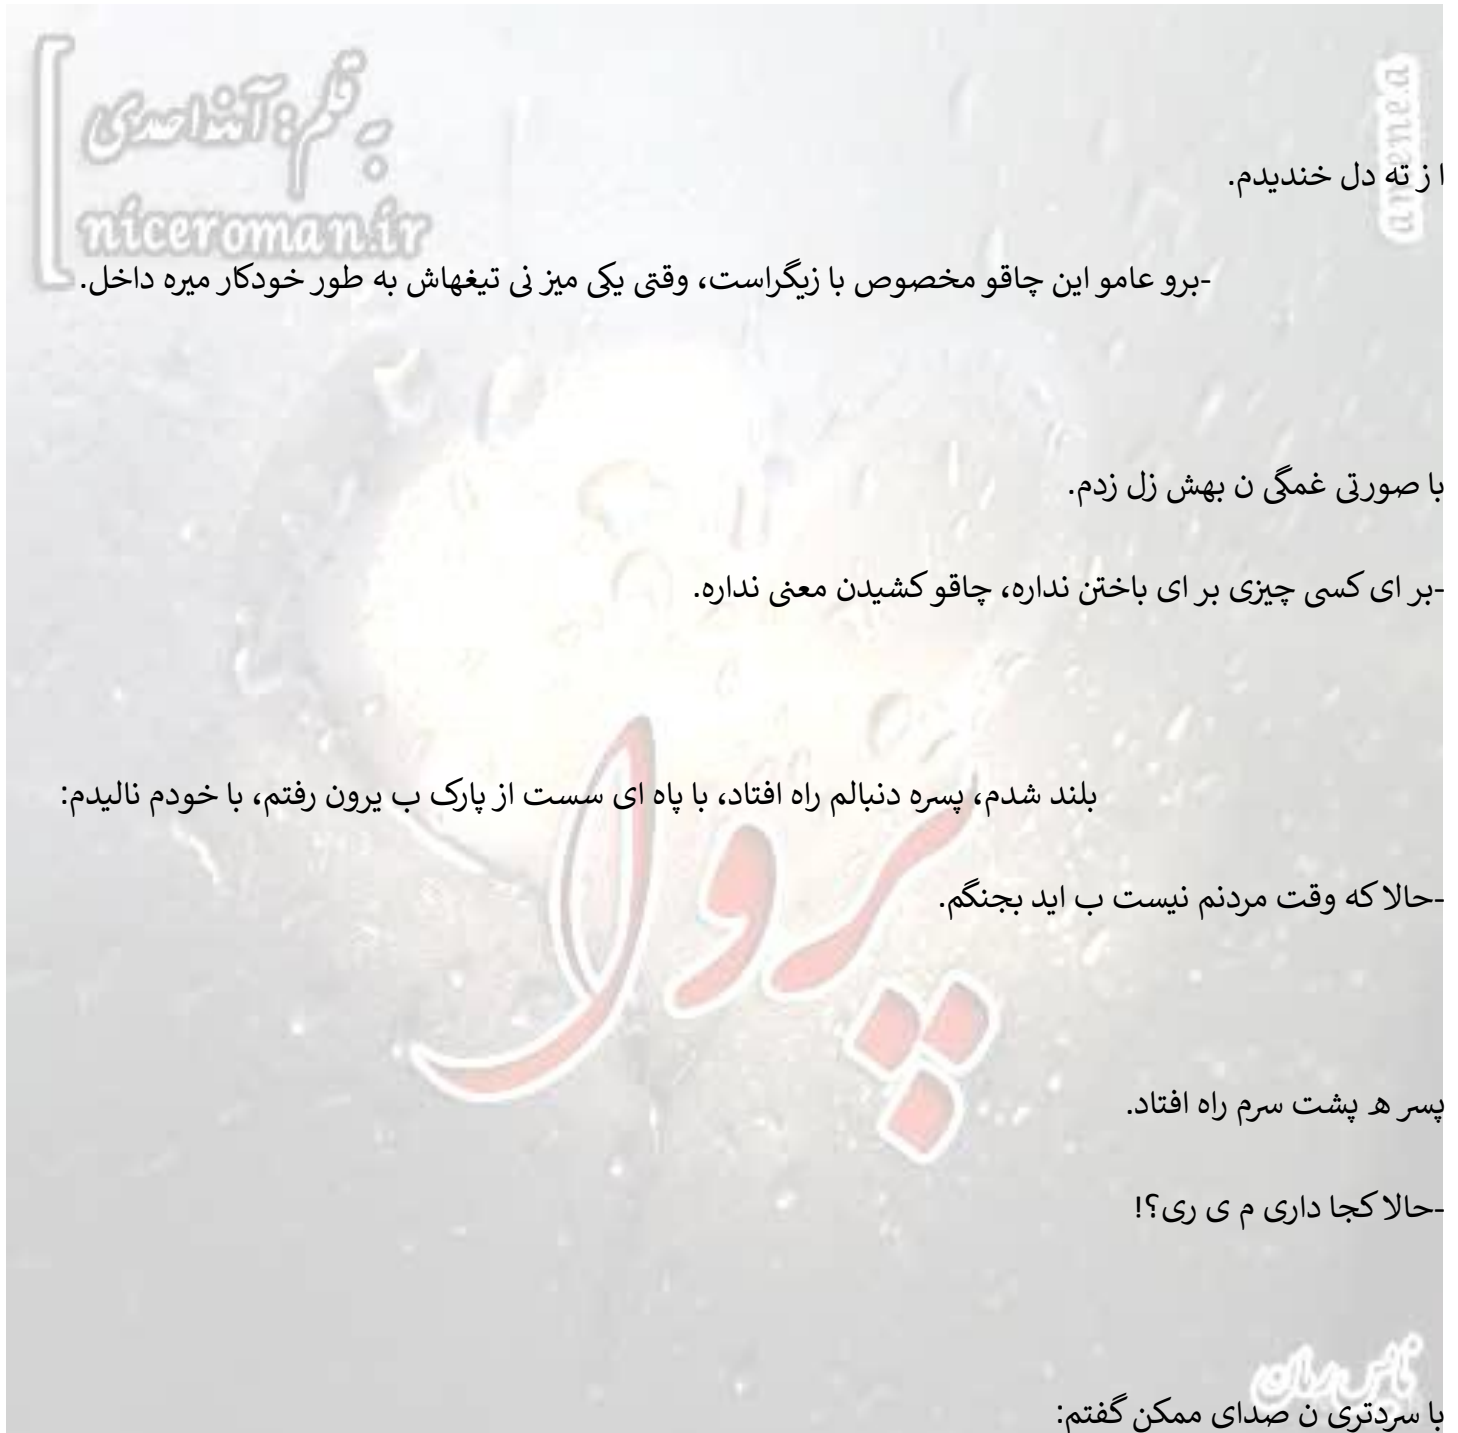 به قلم: آمنه احمدی
niceroman.ir
amenea
ا ز ته دل خندیدم.
-برو عامو این چاقو مخصوص با زیگراست، وقتی یکی میز نی تیغهاش به طور خودکار میره داخل.
با صورتی غمگی ن بهش زل زدم.
-بر ای کسی چیزی بر ای باختن نداره، چاقو کشیدن معنی نداره.
بلند شدم، پسره دنبالم راه افتاد، با پاه ای سست از پارک ب یرون رفتم، با خودم نالیدم:
-حالا که وقت مردنم نیست ب اید بجنگم.
پروا
پسر ه پشت سرم راه افتاد.
-حالا کجا داری م ی ری؟!
نایس رمان
با سردتری ن صدای ممکن گفتم: